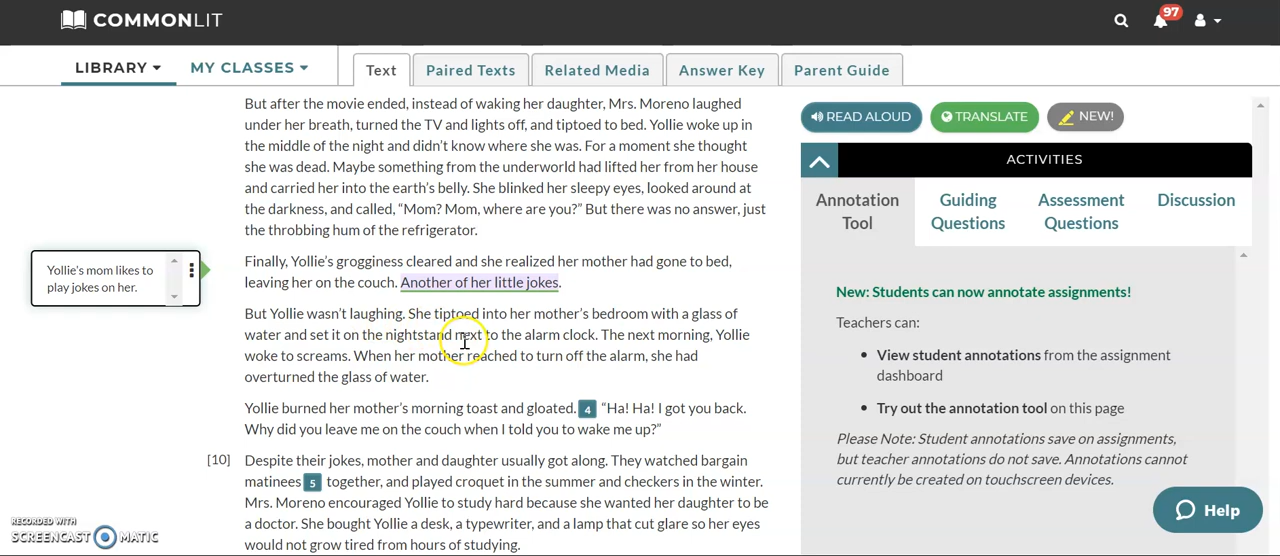 COMMONLIT
97
LIBRARY
MY CLASSES
Text
Paired Texts
Related Media
Answer Key
Parent Guide
But after the movie ended, instead of waking her daughter, Mrs. Moreno laughed
under her breath, turned the TV and lights off, and tiptoed to bed. Yollie woke up in
the middle of the night and didn't know where she was. For a moment she thought
she was dead. Maybe something from the underworld had lifted her from her house
and carried her into the earth's belly. She blinked her sleepy eyes, looked around at
the darkness, and called, “Mom? Mom, where are you?” But there was no answer, just
the throbbing hum of the refrigerator.
Yollie's mom likes to
play jokes on her.
Finally, Yollie's grogginess cleared and she realized her mother had gone to bed,
leaving her on the couch. Another of her little jokes.
But Yollie wasn't laughing. She tiptoed into her mother's bedroom with a glass of
water and set it on the nightstand next to the alarm clock. The next morning, Yollie
woke to screams. When her mother reached to turn off the alarm, she had
overturned the glass of water.
Yollie burned her mother's morning toast and gloated. 4 “Ha! Ha! I got you back.
Why did you leave me on the couch when I told you to wake me up?”
[10] Despite their jokes, mother and daughter usually got along. They watched bargain
matinees 5 together, and played croquet in the summer and checkers in the winter.
Mrs. Moreno encouraged Yollie to study hard because she wanted her daughter to be
a doctor. She bought Yollie a desk, a typewriter, and a lamp that cut glare so her eyes
would not grow tired from hours of studying.
READ ALOUD
TRANSLATE
NEW!
ACTIVITIES
Annotation
Tool
Guiding
Questions
Assessment
Questions
Discussion
New: Students can now annotate assignments!
Teachers can:
• View student annotations from the assignment
dashboard
• Try out the annotation tool on this page
Please Note: Student annotations save on assignments,
but teacher annotations do not save. Annotations cannot
currently be created on touchscreen devices.
Help
RECORDED WITH
SCREENCAST MATIC